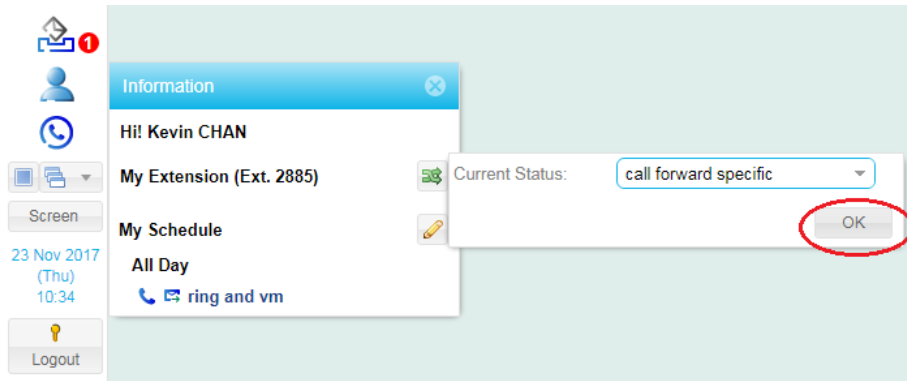 1
Information
Hi! Kevin CHAN
My Extension (Ext. 2885)
Current Status:
call forward specific
OK
My Schedule
All Day
ring and vm
Screen
23 Nov 2017
(Thu)
10:34
Logout